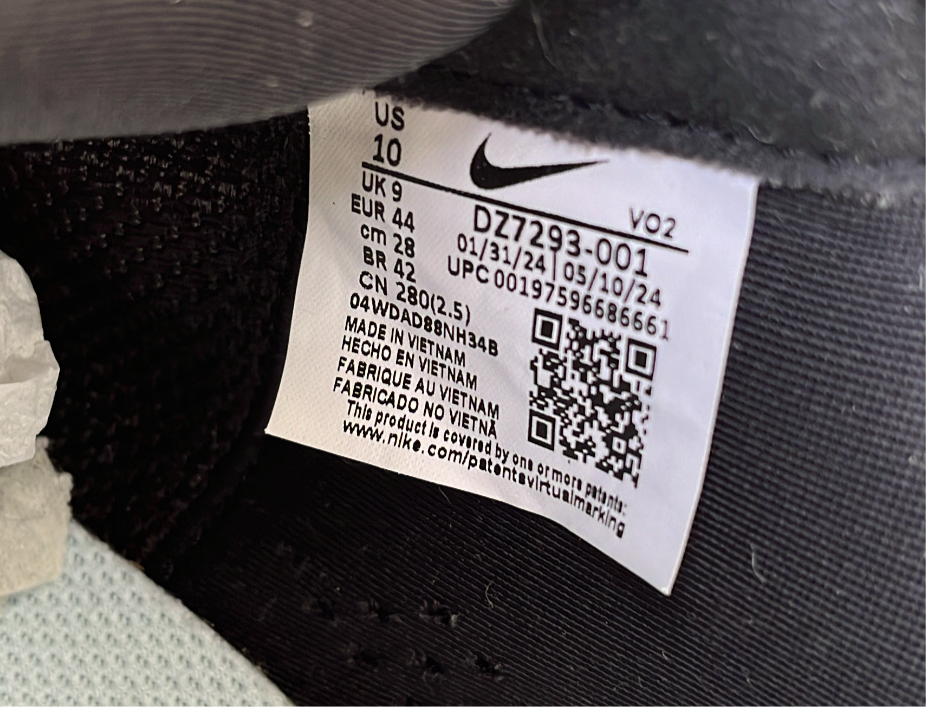 US
10
UK 9
EUR 44
cm 28
BR 42
CN 280(2.5)
04WDAD88NH34B
MADE IN VIETNAM
HECHO EN VIETNAM
FABRIQUE AU VIETNAM
FABRICADO NO VIETNÃ
This product is covered by one or more patents:
www.nike.com/patentsvirtualmarking
VO2
DZ7293-001
01/31/24 | 05/10/24
UPC 00197596686661